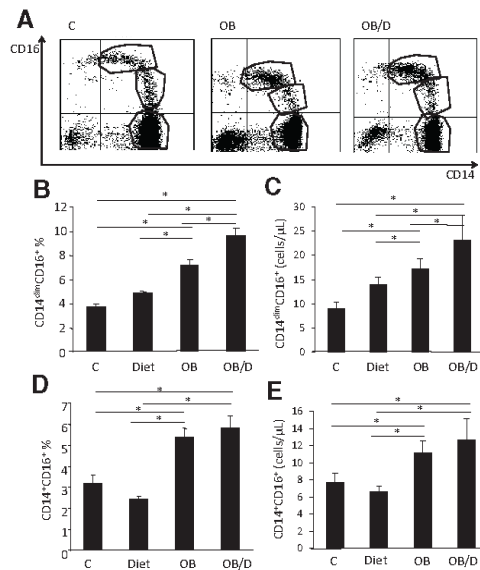 A
C
OB
OB/D
CD16
CD14
B
CD14dimCD16+ %
12
10
8
6
4
2
0
*
*
*
*
*
C Diet OB OB/D
C
CD14dimCD16+ (cells/μL)
30
25
20
15
10
5
0
*
*
*
*
*
C Diet OB OB/D
D
CD14+CD16+ %
7
6
5
4
3
2
1
0
*
*
*
*
C Diet OB OB/D
E
CD14+CD16+ (cells/μL)
16
14
12
10
8
6
4
2
0
*
*
*
*
C Diet OB OB/D